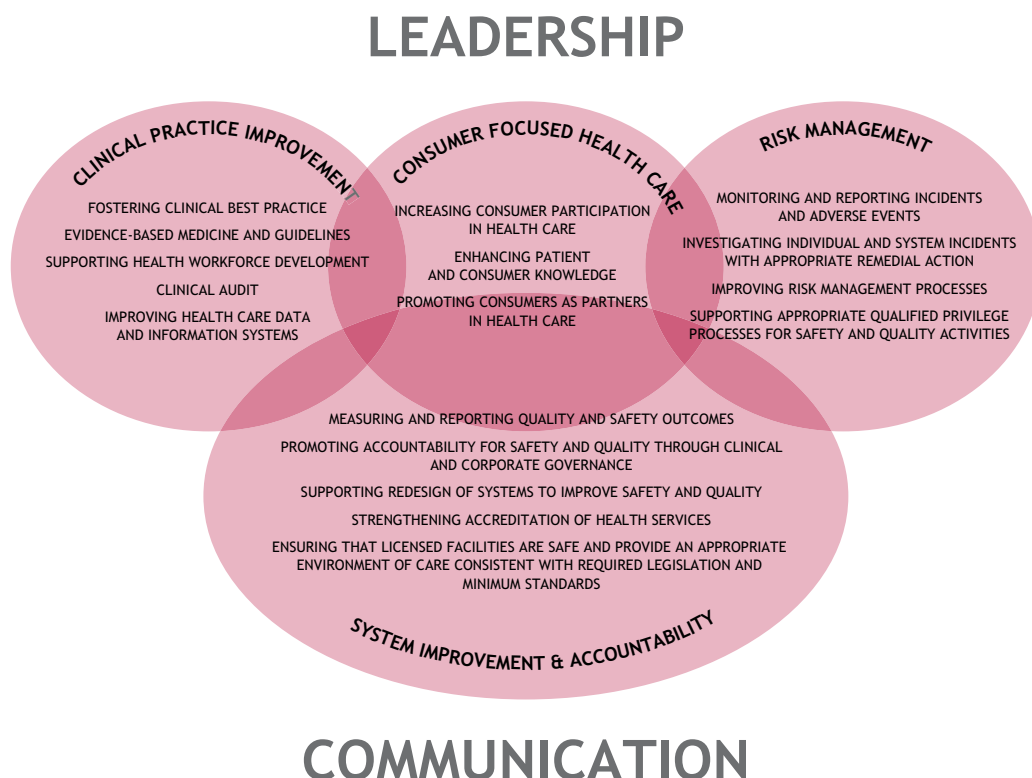 LEADERSHIP
CLINICAL PRACTICE IMPROVEMENT
FOSTERING CLINICAL BEST PRACTICE
EVIDENCE-BASED MEDICINE AND GUIDELINES
SUPPORTING HEALTH WORKFORCE DEVELOPMENT
CLINICAL AUDIT
IMPROVING HEALTH CARE DATA
AND INFORMATION SYSTEMS
CONSUMER FOCUSED HEALTH CARE
INCREASING CONSUMER PARTICIPATION
IN HEALTH CARE
ENHANCING PATIENT
AND CONSUMER KNOWLEDGE
PROMOTING CONSUMERS AS PARTNERS
IN HEALTH CARE
RISK MANAGEMENT
MONITORING AND REPORTING INCIDENTS
AND ADVERSE EVENTS
INVESTIGATING INDIVIDUAL AND SYSTEM INCIDENTS
WITH APPROPRIATE REMEDIAL ACTION
IMPROVING RISK MANAGEMENT PROCESSES
SUPPORTING APPROPRIATE QUALIFIED PRIVILEGE
PROCESSES FOR SAFETY AND QUALITY ACTIVITIES
MEASURING AND REPORTING QUALITY AND SAFETY OUTCOMES
PROMOTING ACCOUNTABILITY FOR SAFETY AND QUALITY THROUGH CLINICAL
AND CORPORATE GOVERNANCE
SUPPORTING REDESIGN OF SYSTEMS TO IMPROVE SAFETY AND QUALITY
STRENGTHENING ACCREDITATION OF HEALTH SERVICES
ENSURING THAT LICENSED FACILITIES ARE SAFE AND PROVIDE AN APPROPRIATE
ENVIRONMENT OF CARE CONSISTENT WITH REQUIRED LEGISLATION AND
MINIMUM STANDARDS
SYSTEM IMPROVEMENT & ACCOUNTABILITY
COMMUNICATION